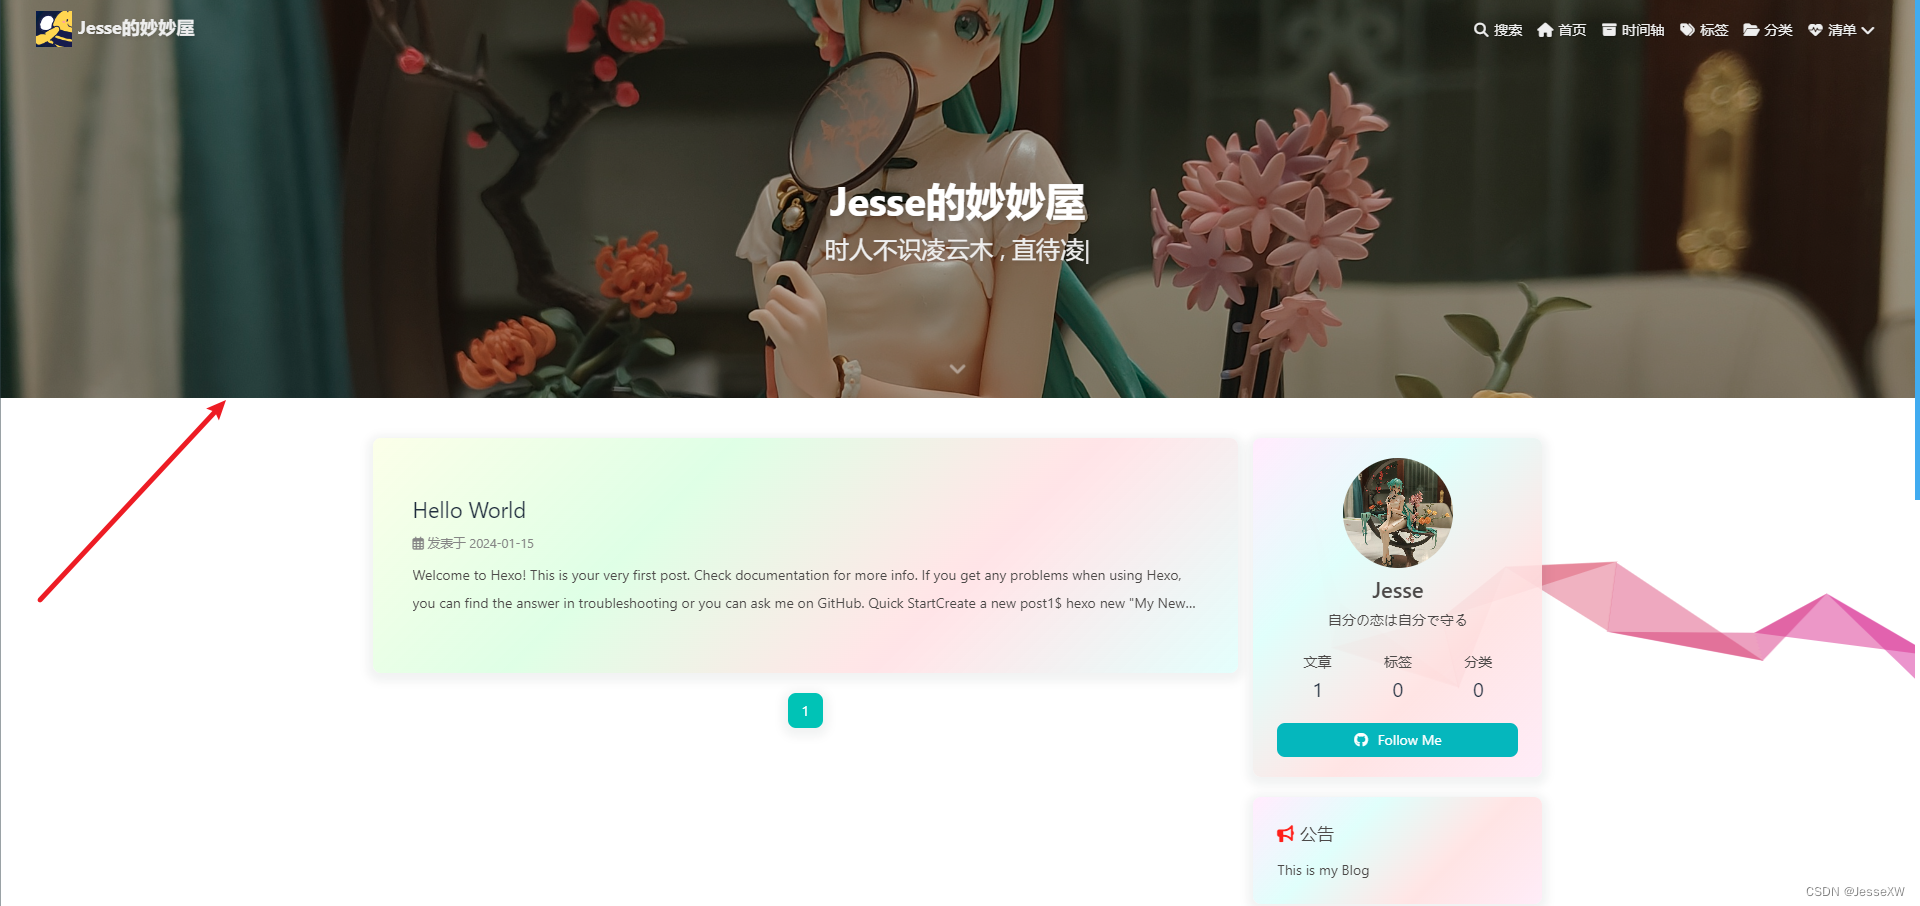 Jesse的妙妙屋
搜索 首页 时间轴 标签 分类 清单
Jesse的妙妙屋
时人不识凌云木 , 直待凌|
Hello World
发表于 2024-01-15
Welcome to Hexo! This is your very first post. Check documentation for more info. If you get any problems when using Hexo,
you can find the answer in troubleshooting or you can ask me on GitHub. Quick StartCreate a new post1$ hexo new "My New...
1
Jesse
自分の恋は自分で守る
文章 标签 分类
1 0 0
Follow Me
公告
This is my Blog
CSDN @JesseXW